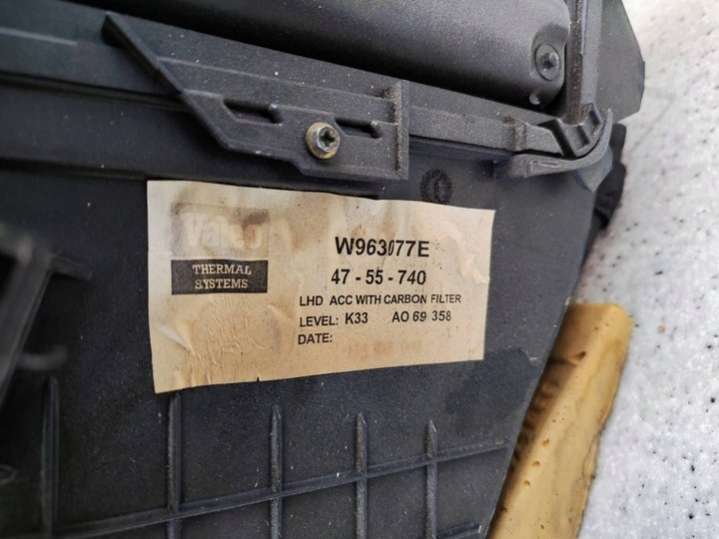 Valeo
THERMAL
SYSTEMS
W963077E
47 - 55 - 740
LHD ACC WITH CARBON FILTER
LEVEL: K33 AO 69 358
DATE: